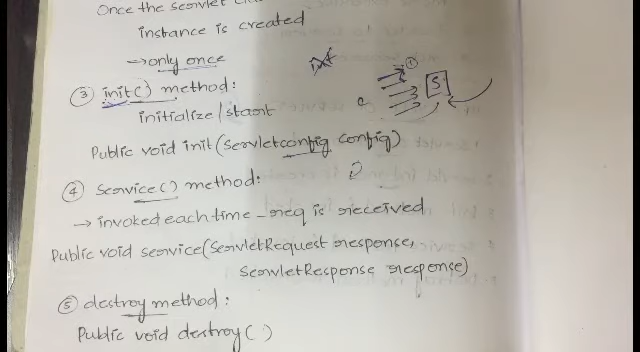 Once the servlet
instance is created
→ only once
③ init() method:
initialize/start
Public void init(Servletconfig config)
④ service() method:
→ invoked each time req is received
Public void service(ServletRequest response,
ServletResponse response)
⑤ destroy method:
Public void destroy()
①
S